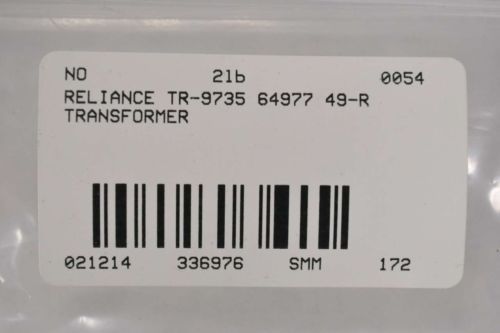 NO 21b 0054
RELIANCE TR-9735 64977 49-R
TRANSFORMER
021214 336976 SMM 172